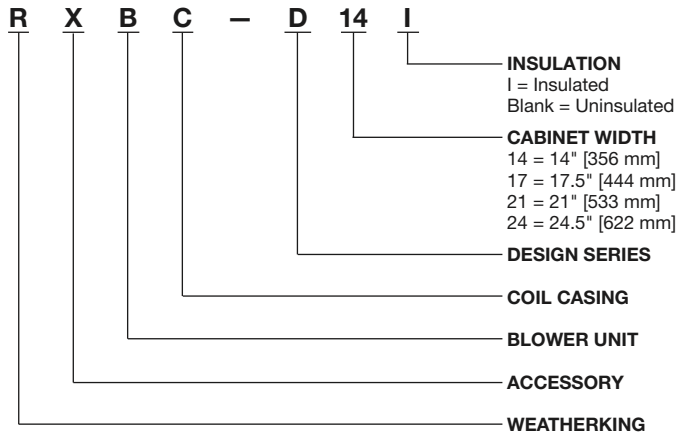 R X B C — D 14 I
INSULATION
I = Insulated
Blank = Uninsulated
CABINET WIDTH
14 = 14" [356 mm]
17 = 17.5" [444 mm]
21 = 21" [533 mm]
24 = 24.5" [622 mm]
DESIGN SERIES
COIL CASING
BLOWER UNIT
ACCESSORY
WEATHERKING